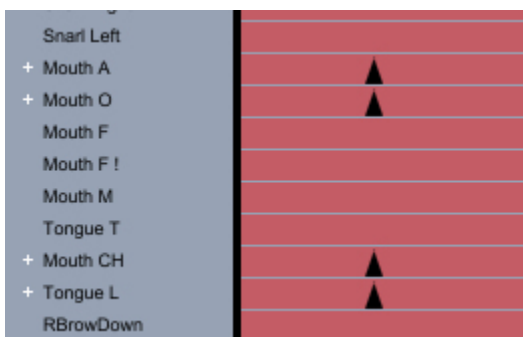 Snarl Left
+ Mouth A
+ Mouth O
Mouth F
Mouth F !
Mouth M
Tongue T
+ Mouth CH
+ Tongue L
RBrowDown